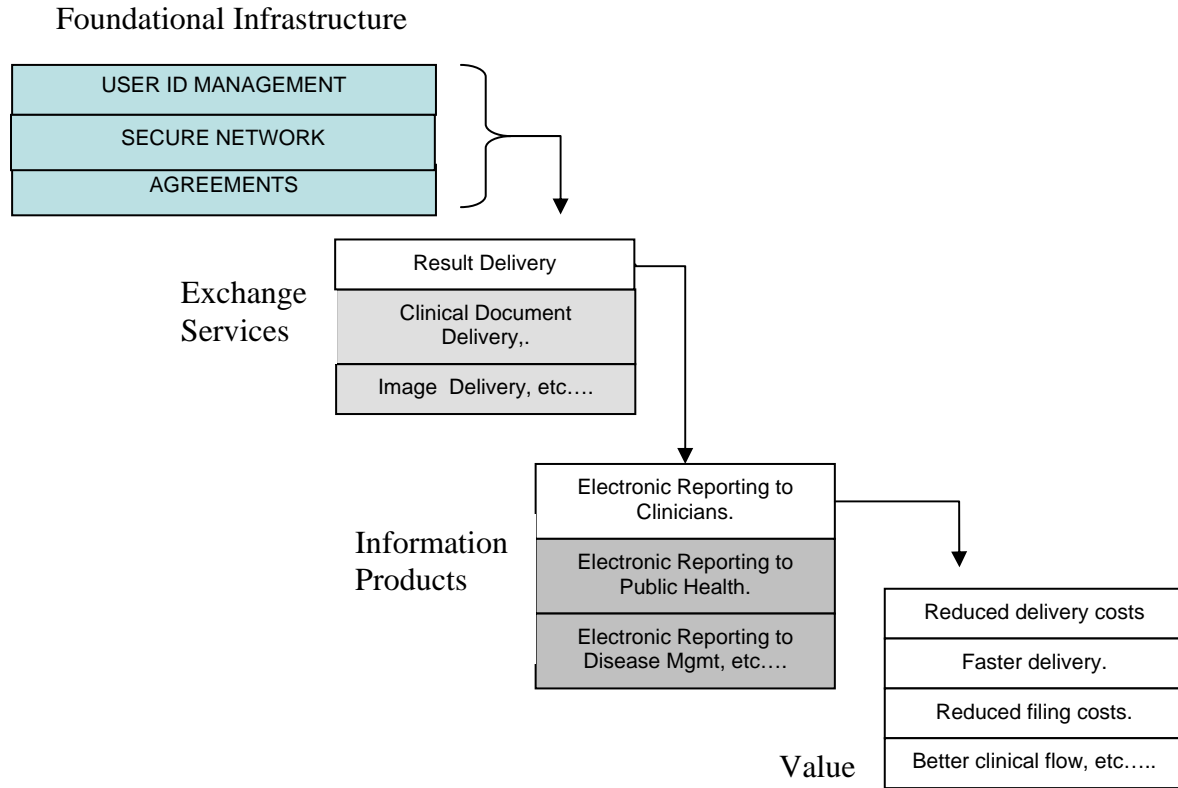 Foundational Infrastructure
USER ID MANAGEMENT
SECURE NETWORK
AGREEMENTS
Exchange
Services
Result Delivery
Clinical Document
Delivery,.
Image  Delivery, etc….
Information
Products
Electronic Reporting to
Clinicians.
Electronic Reporting to
Public Health.
Electronic Reporting to
Disease Mgmt, etc….
Value
Reduced delivery costs
Faster delivery.
Reduced filing costs.
Better clinical flow, etc…..